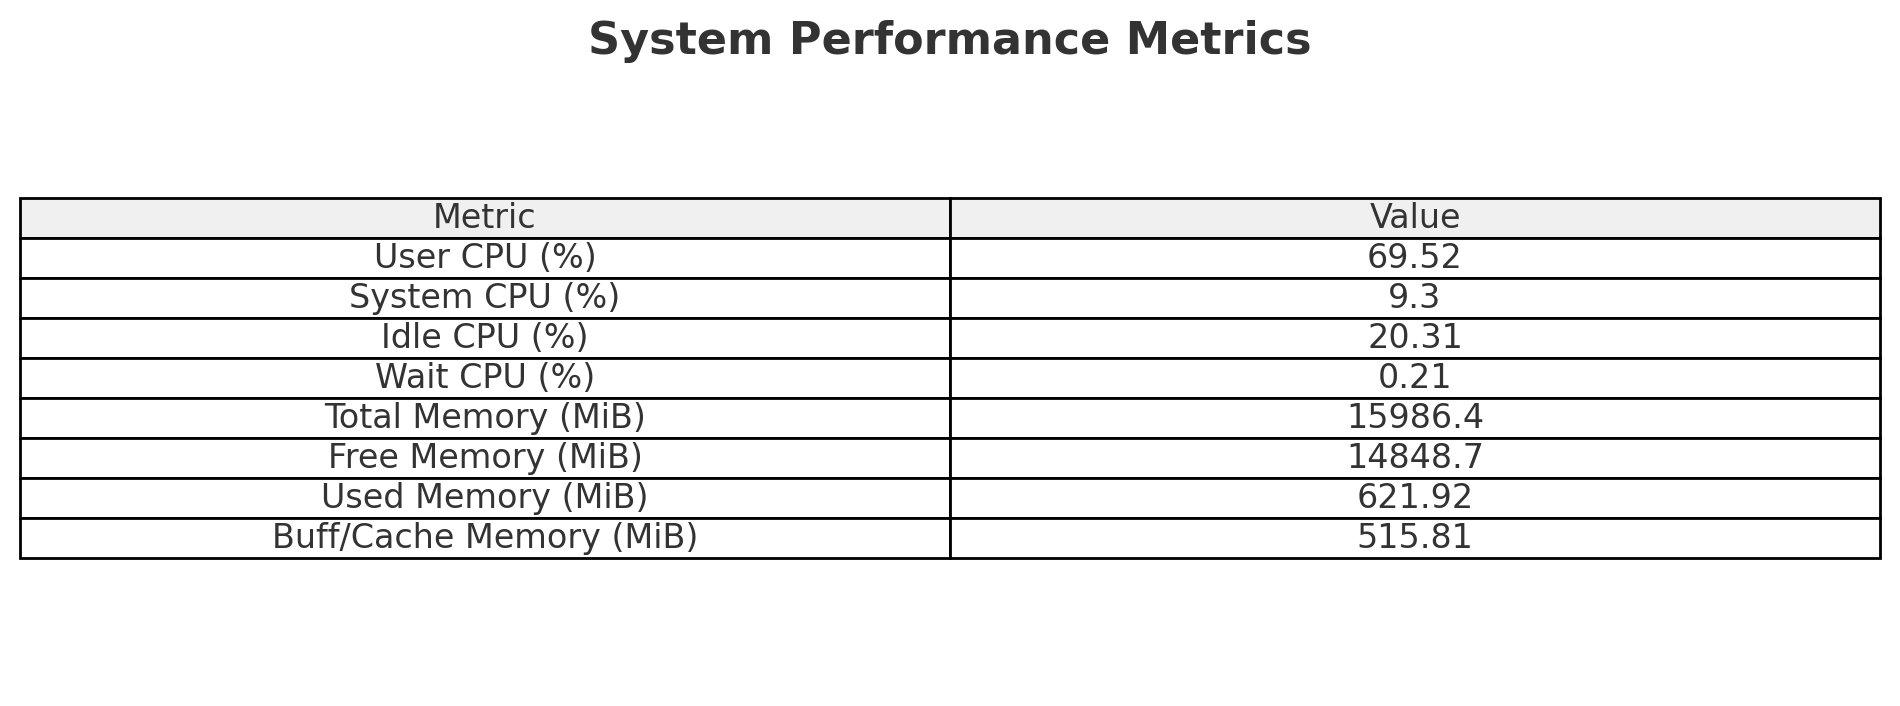 System Performance Metrics
Metric Value
User CPU (%) 69.52
System CPU (%) 9.3
Idle CPU (%) 20.31
Wait CPU (%) 0.21
Total Memory (MiB) 15986.4
Free Memory (MiB) 14848.7
Used Memory (MiB) 621.92
Buff/Cache Memory (MiB) 515.81